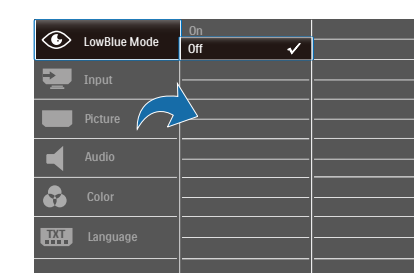 LowBlue Mode
On
Off
Input
Picture
Audio
Color
TXT
Language